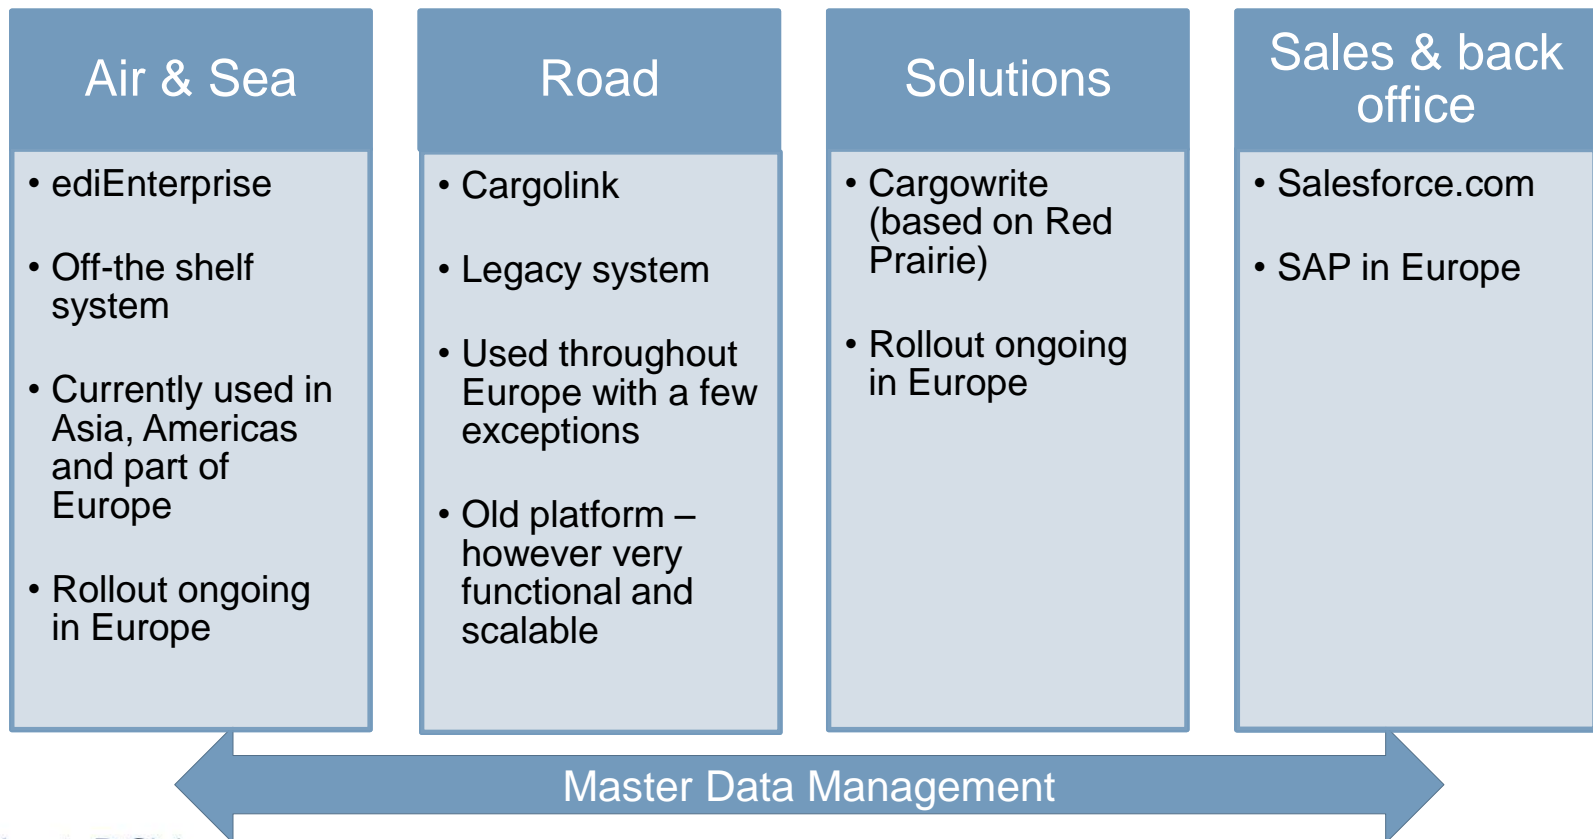 Air & Sea
• ediEnterprise
• Off-the shelf
system
• Currently used in
Asia, Americas
and part of
Europe
• Rollout ongoing
in Europe
Road
• Cargolink
• Legacy system
• Used throughout
Europe with a few
exceptions
• Old platform –
however very
functional and
scalable
Solutions
• Cargowrite
(based on Red
Prairie)
• Rollout ongoing
in Europe
Sales & back
office
• Salesforce.com
• SAP in Europe
Master Data Management